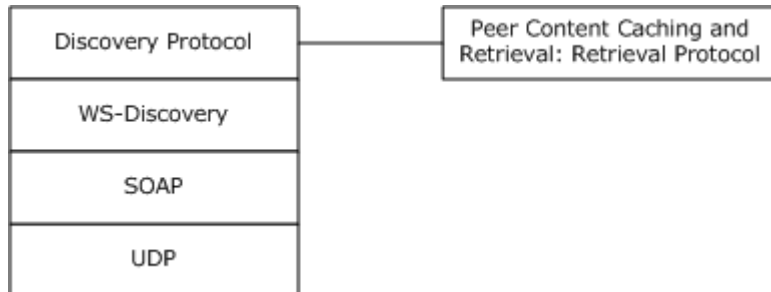 Discovery Protocol
Peer Content Caching and
Retrieval: Retrieval Protocol
WS-Discovery
SOAP
UDP